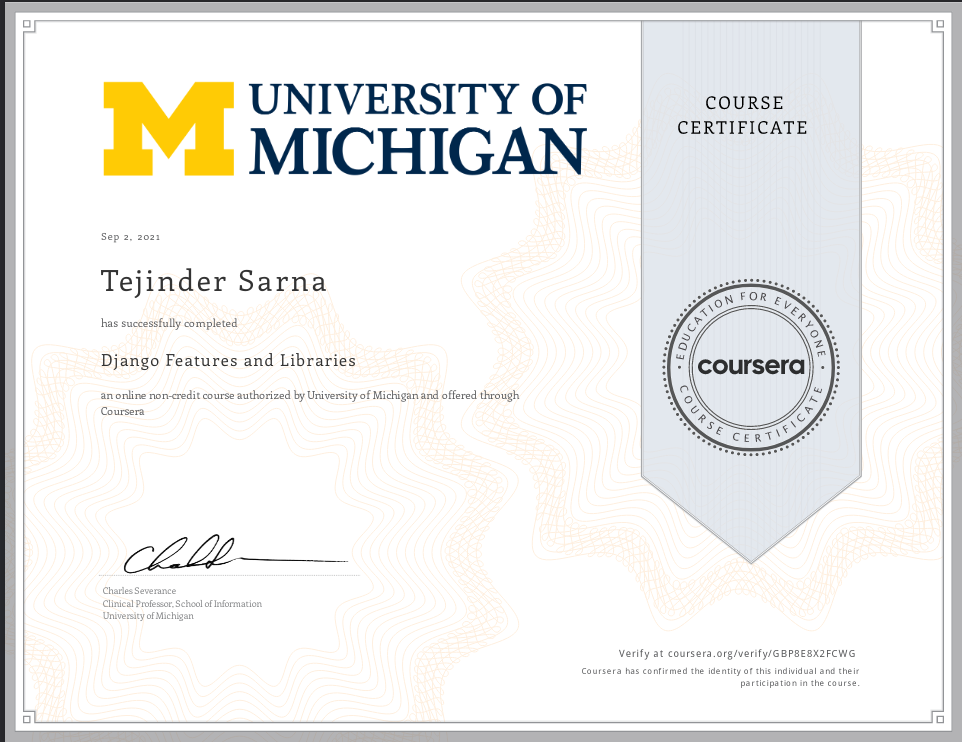 UNIVERSITY OF
MICHIGAN
COURSE
CERTIFICATE
Sep 2, 2021
Tejinder Sarna
has successfully completed
Django Features and Libraries
an online non-credit course authorized by University of Michigan and offered through
Coursera
EDUCATION FOR EVERYONE
coursera
COURSE CERTIFICATE
Charles Severance
Clinical Professor, School of Information
University of Michigan
Verify at coursera.org/verify/GBP8E8X2FCWG
Coursera has confirmed the identity of this individual and their
participation in the course.